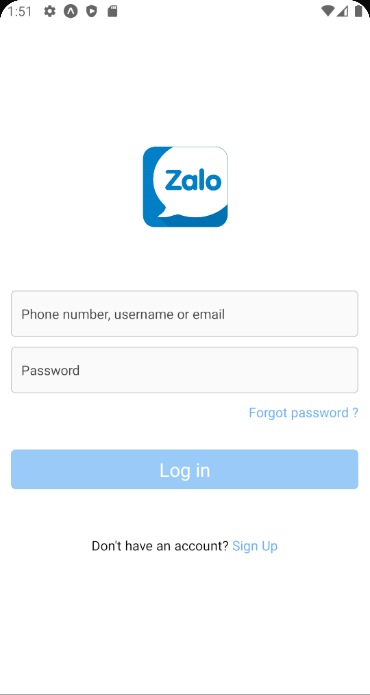 1:51
Zalo
Phone number, username or email
Password
Forgot password ?
Log in
Don't have an account? Sign Up